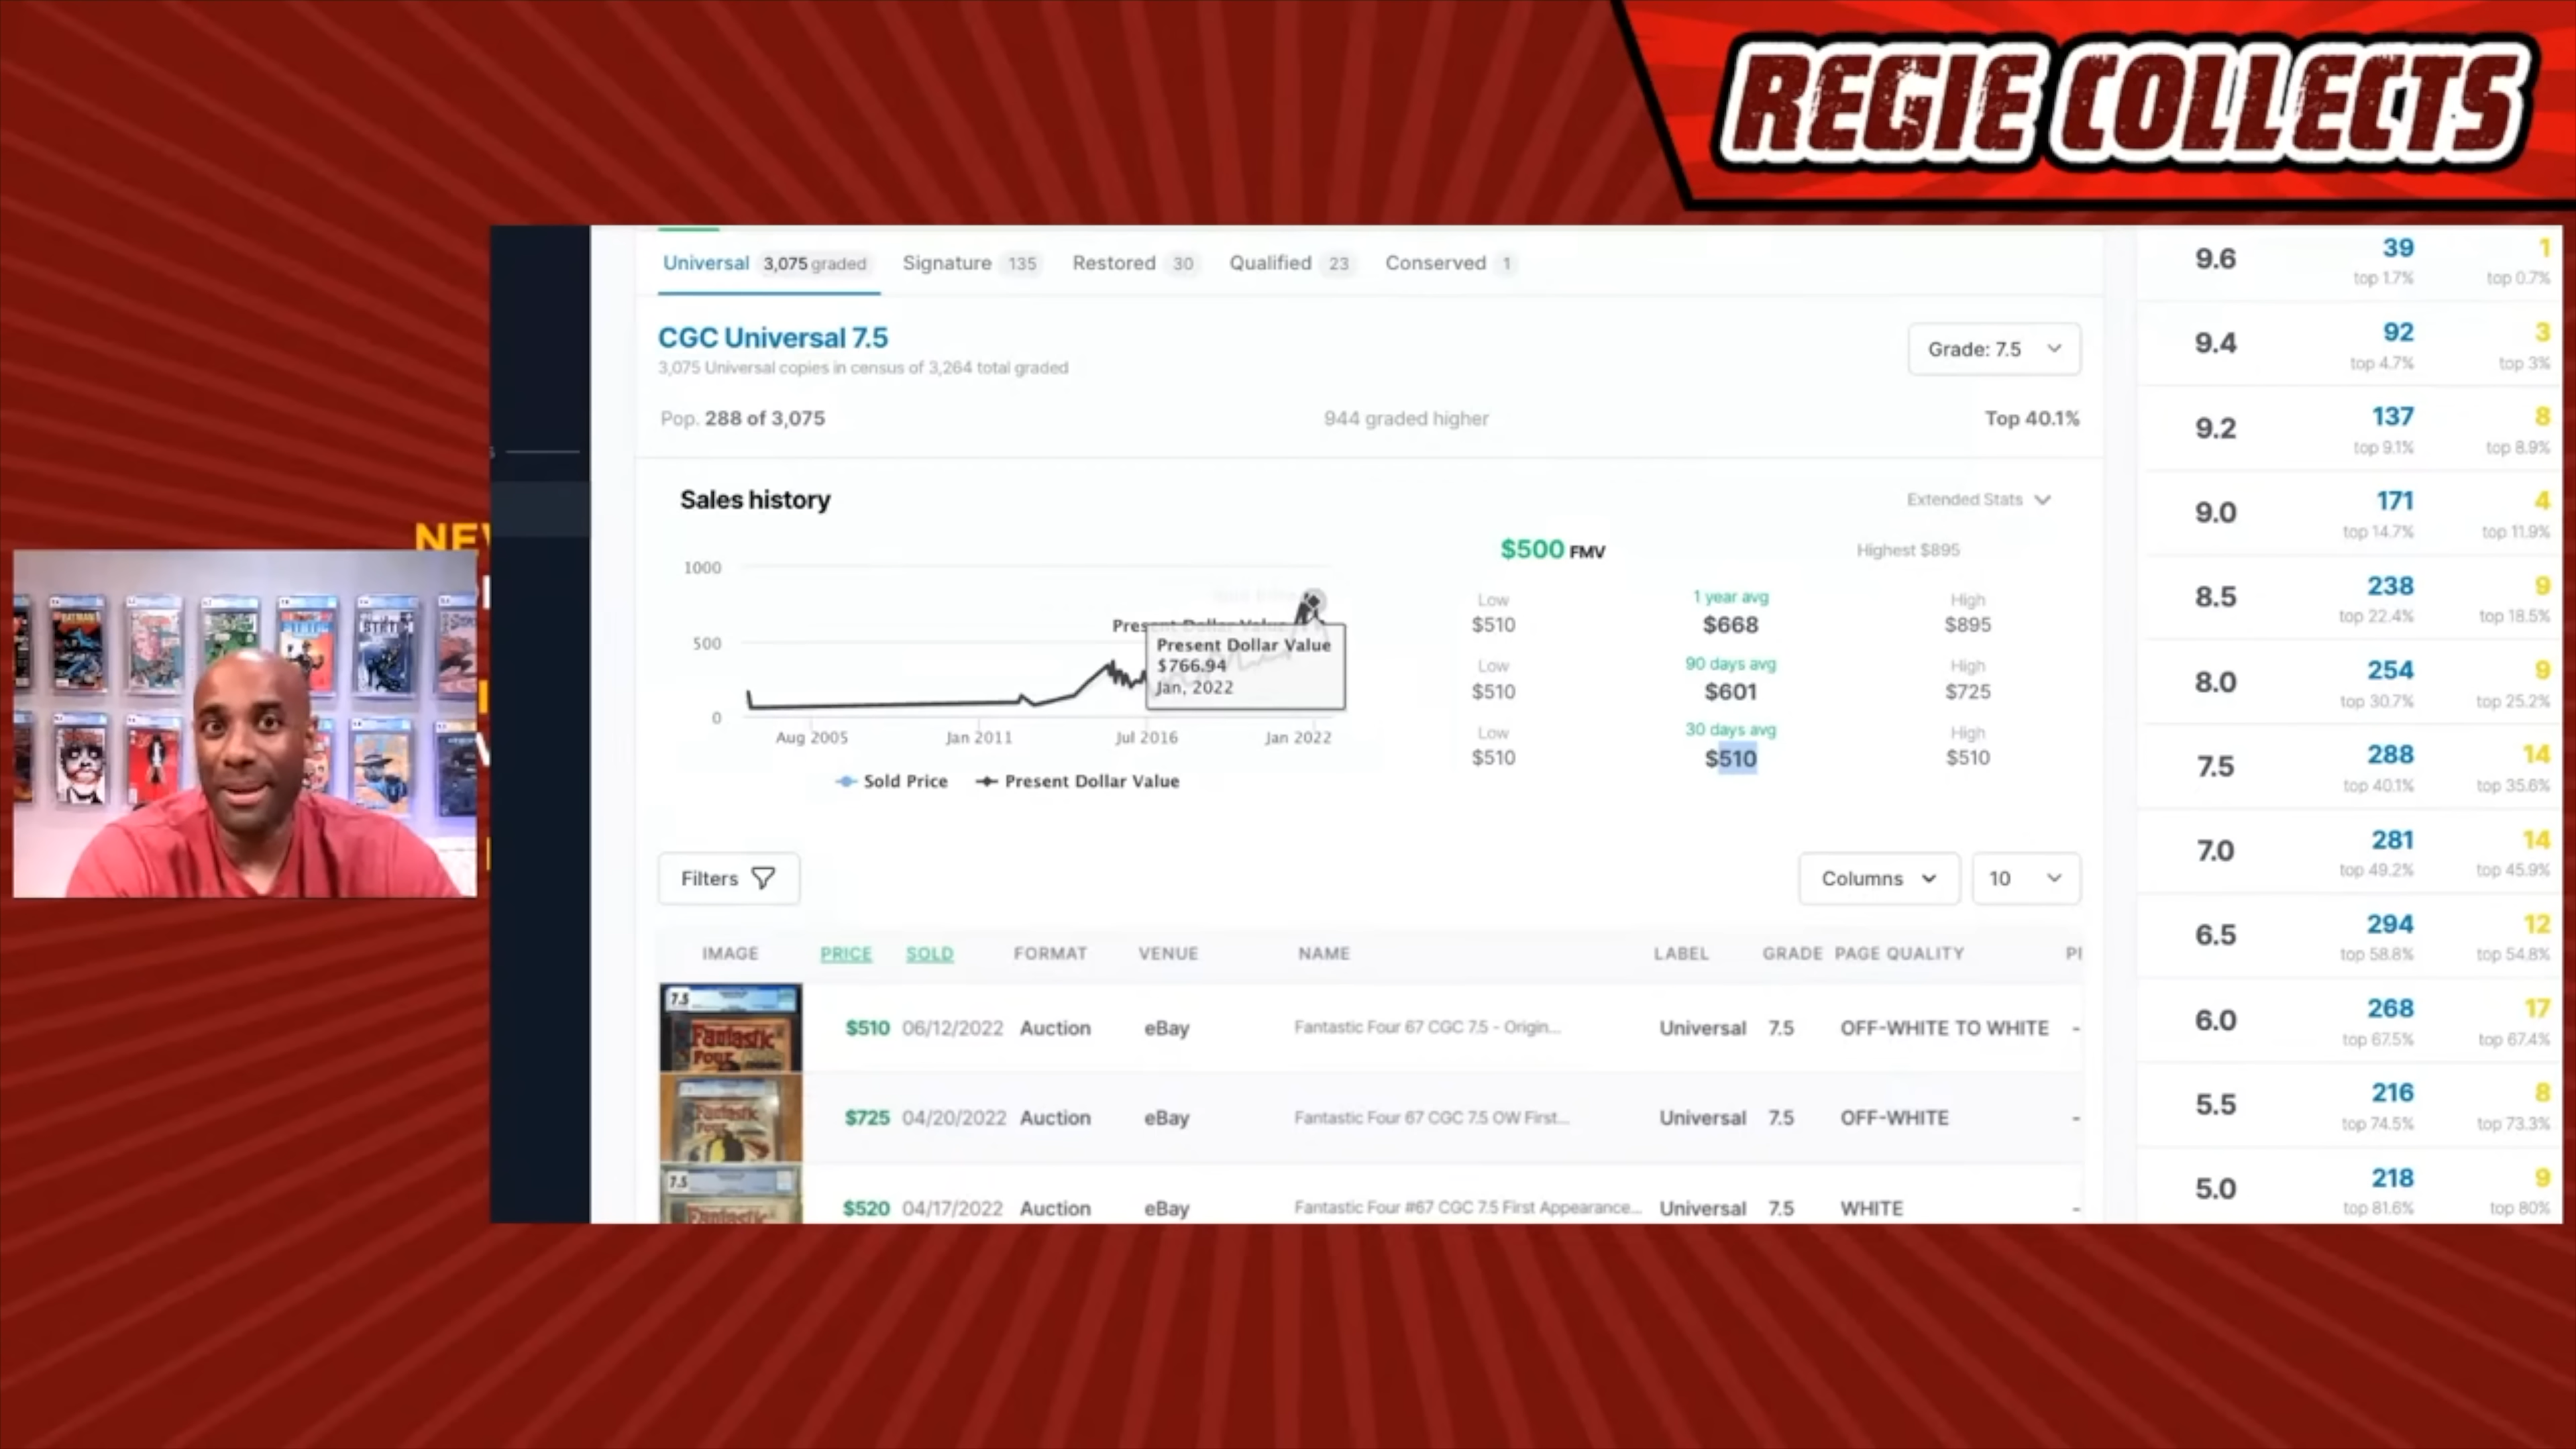 REGIE COLLECTS
Universal 3,075 graded Signature 135 Restored 30 Qualified 23 Conserved 1
CGC Universal 7.5
3,075 Universal copies in census of 3,264 total graded
Grade: 7.5
Pop. 288 of 3,075 944 graded higher Top 40.1%
Sales history
Extended Stats
1000
500
0
Present Dollar Value
Present Dollar Value
$766.94
Jan, 2022
Aug 2005 Jan 2011 Jul 2016 Jan 2022
Sold Price Present Dollar Value
$500 FMV Highest $895
Low 1 year avg High
$510 $668 $895
Low 90 days avg High
$510 $601 $725
Low 30 days avg High
$510 $510 $510
Filters
Columns 10
IMAGE PRICE SOLD FORMAT VENUE NAME LABEL GRADE PAGE QUALITY
7.5 Fantastic Four
$510 06/12/2022 Auction eBay Fantastic Four 67 CGC 7.5 - Origin... Universal 7.5 OFF-WHITE TO WHITE -
Fantastic Four
$725 04/20/2022 Auction eBay Fantastic Four 67 CGC 7.5 OW First... Universal 7.5 OFF-WHITE -
7.5 Fantastic
$520 04/17/2022 Auction eBay Fantastic Four #67 CGC 7.5 First Appearance... Universal 7.5 WHITE -
9.6 39 1
top 1.7% top 0.7%
9.4 92 3
top 4.7% top 3%
9.2 137 8
top 9.1% top 8.9%
9.0 171 4
top 14.7% top 11.9%
8.5 238 9
top 22.4% top 18.5%
8.0 254 9
top 30.7% top 25.2%
7.5 288 14
top 40.1% top 35.6%
7.0 281 14
top 49.2% top 45.9%
6.5 294 12
top 58.8% top 54.8%
6.0 268 17
top 67.5% top 67.4%
5.5 216 8
top 74.5% top 73.3%
5.0 218 9
top 81.6% top 80%